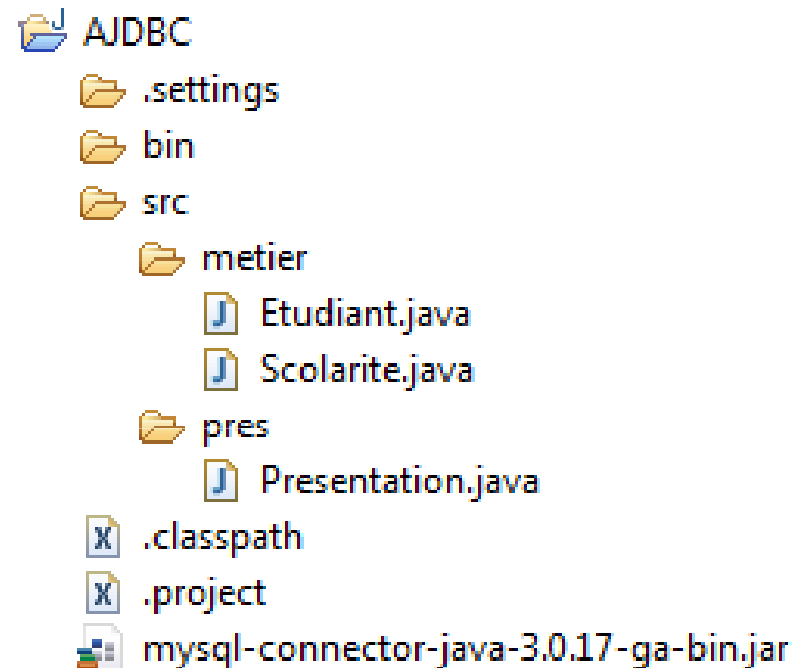 AJDBC
.settings
bin
src
metier
Etudiant.java
Scolarite.java
pres
Presentation.java
.classpath
.project
mysql-connector-java-3.0.17-ga-bin.jar